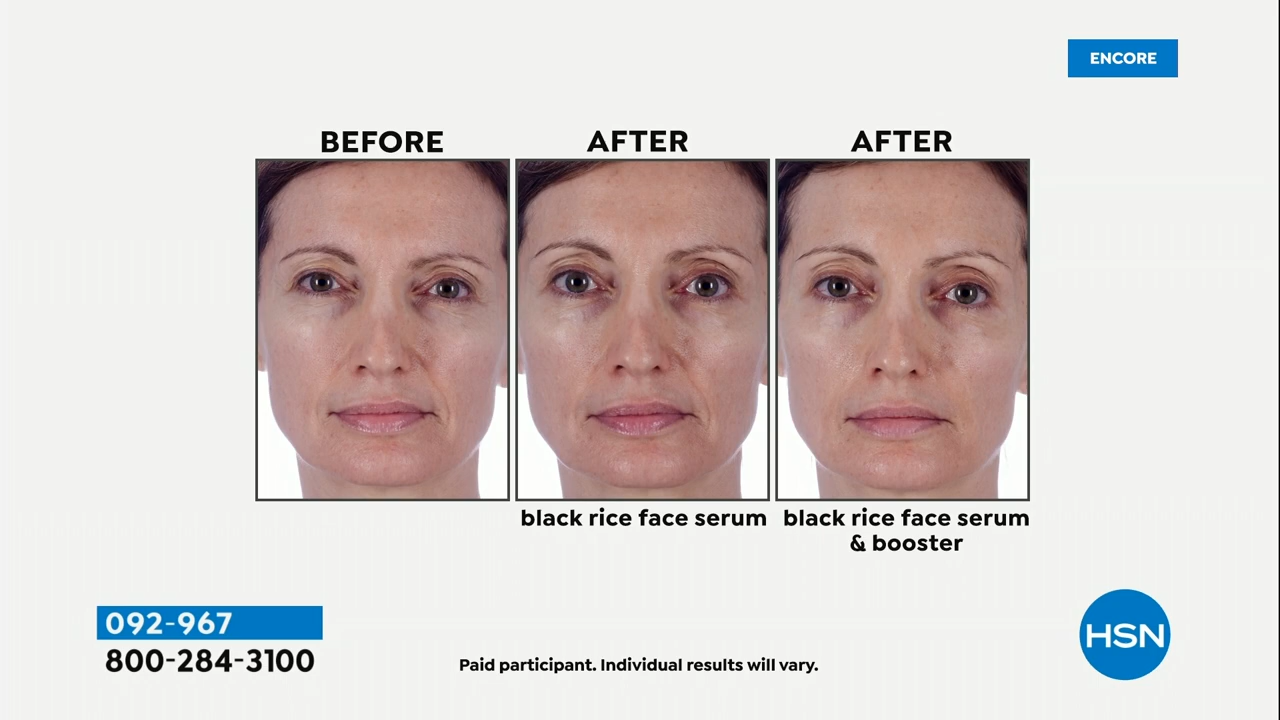 ENCORE
BEFORE
AFTER
AFTER
black rice face serum
black rice face serum
& booster
092-967
800-284-3100
Paid participant. Individual results will vary.
HSN